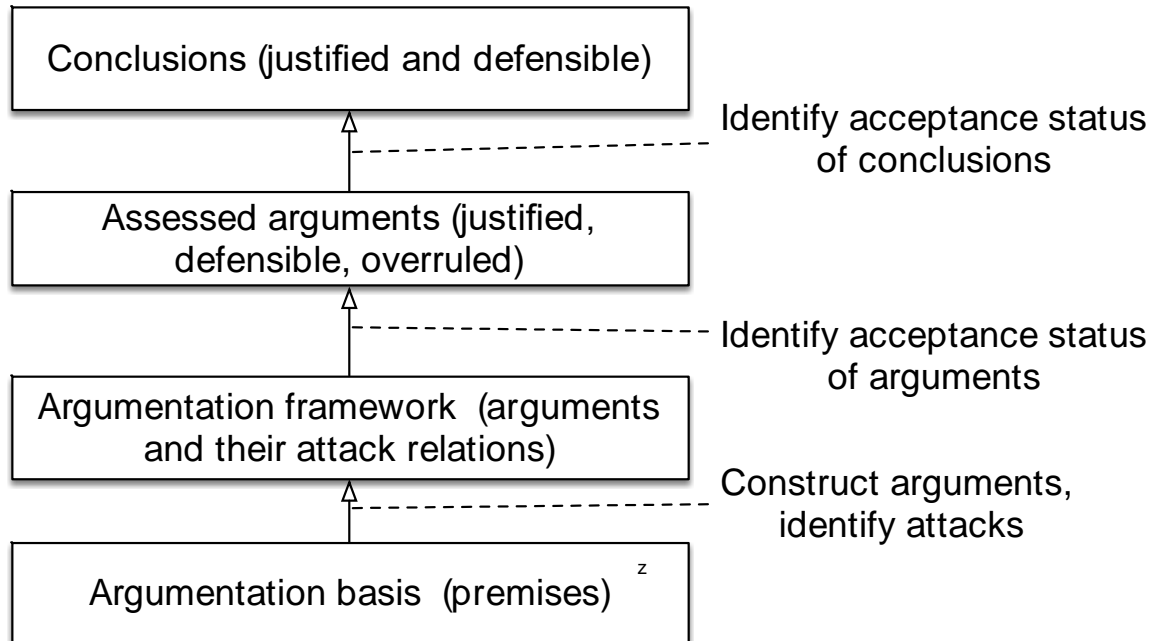 Conclusions (justified and defensible)
Identify acceptance status
of conclusions
Assessed arguments (justified,
defensible, overruled)
Identify acceptance status
of arguments
Argumentation framework  (arguments
and their attack relations)
Construct arguments,
identify attacks
Argumentation basis  (premises)
z